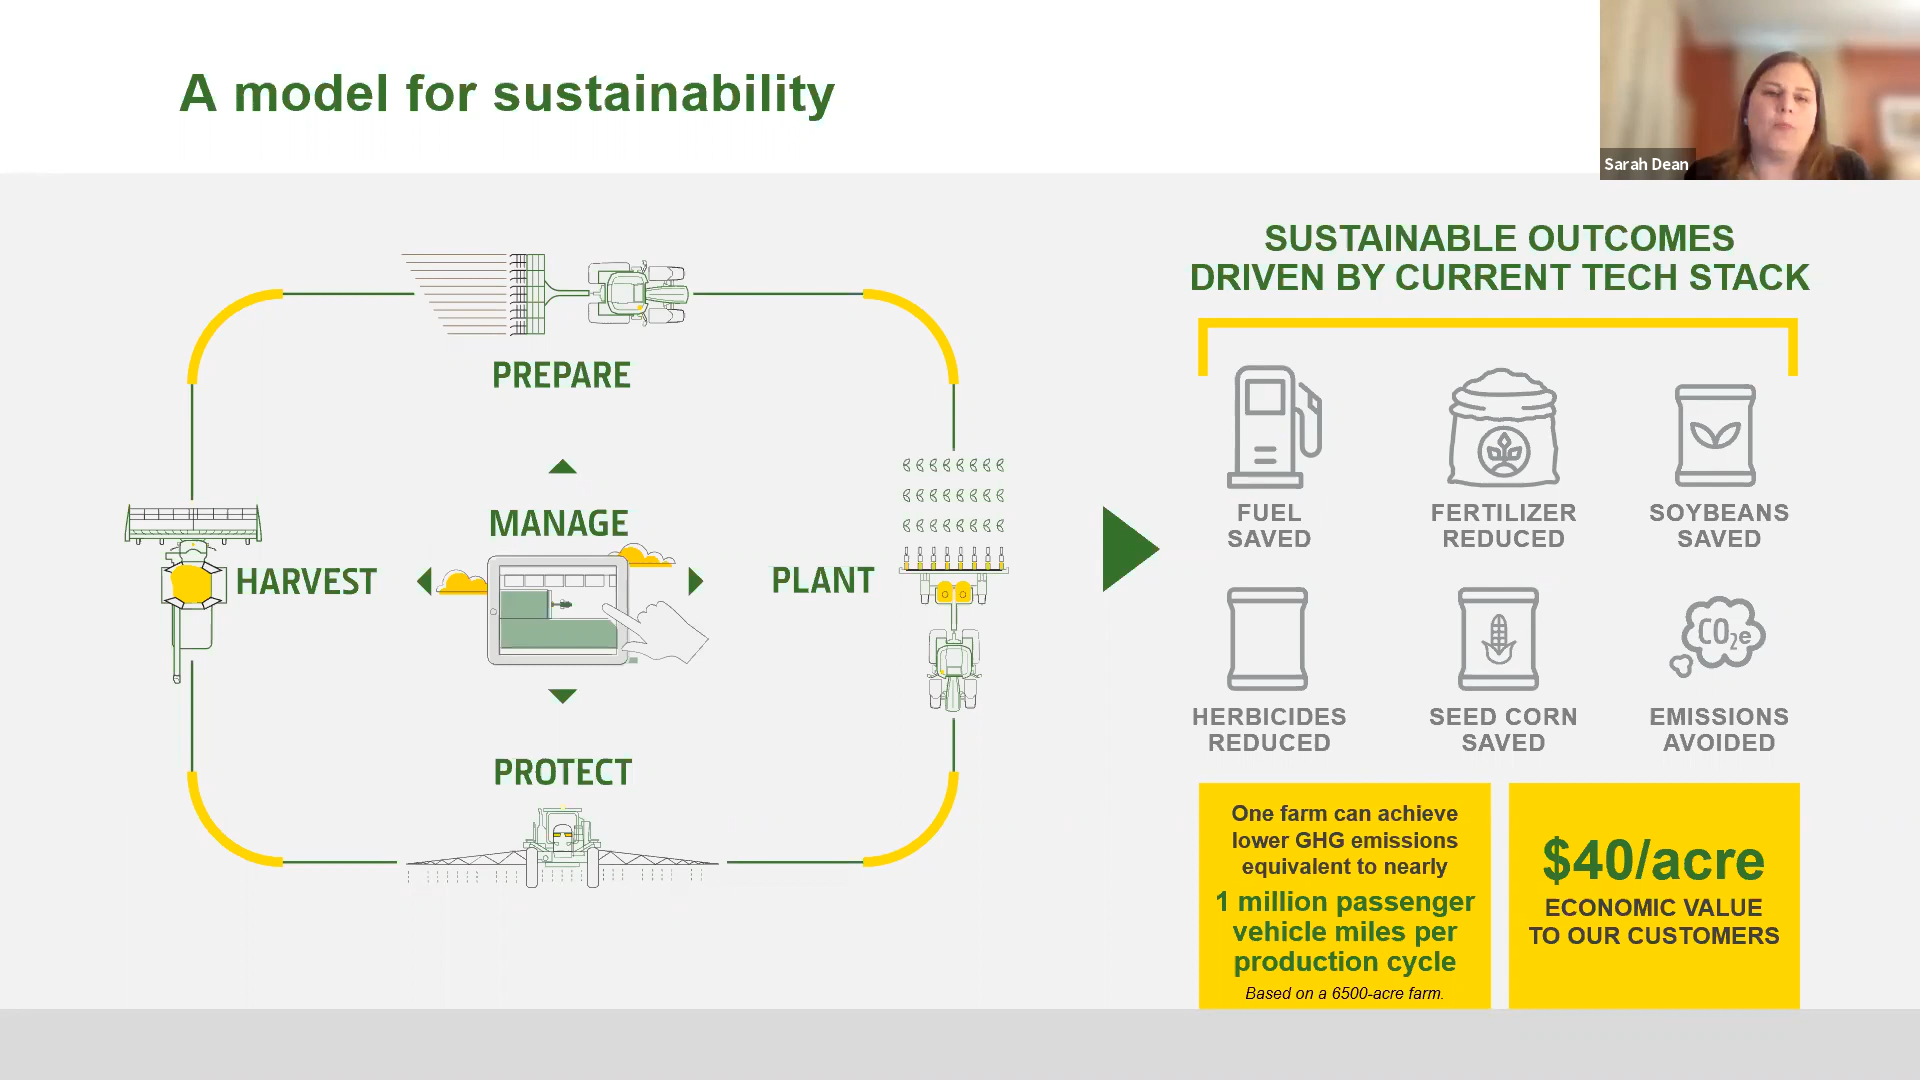 A model for sustainability
Sarah Dean
SUSTAINABLE OUTCOMES
DRIVEN BY CURRENT TECH STACK
PREPARE
MANAGE
HARVEST
PLANT
PROTECT
FUEL
SAVED
FERTILIZER
REDUCED
SOYBEANS
SAVED
CO2e
HERBICIDES
REDUCED
SEED CORN
SAVED
EMISSIONS
AVOIDED
One farm can achieve
lower GHG emissions
equivalent to nearly
1 million passenger
vehicle miles per
production cycle
Based on a 6500-acre farm.
$40/acre
ECONOMIC VALUE
TO OUR CUSTOMERS